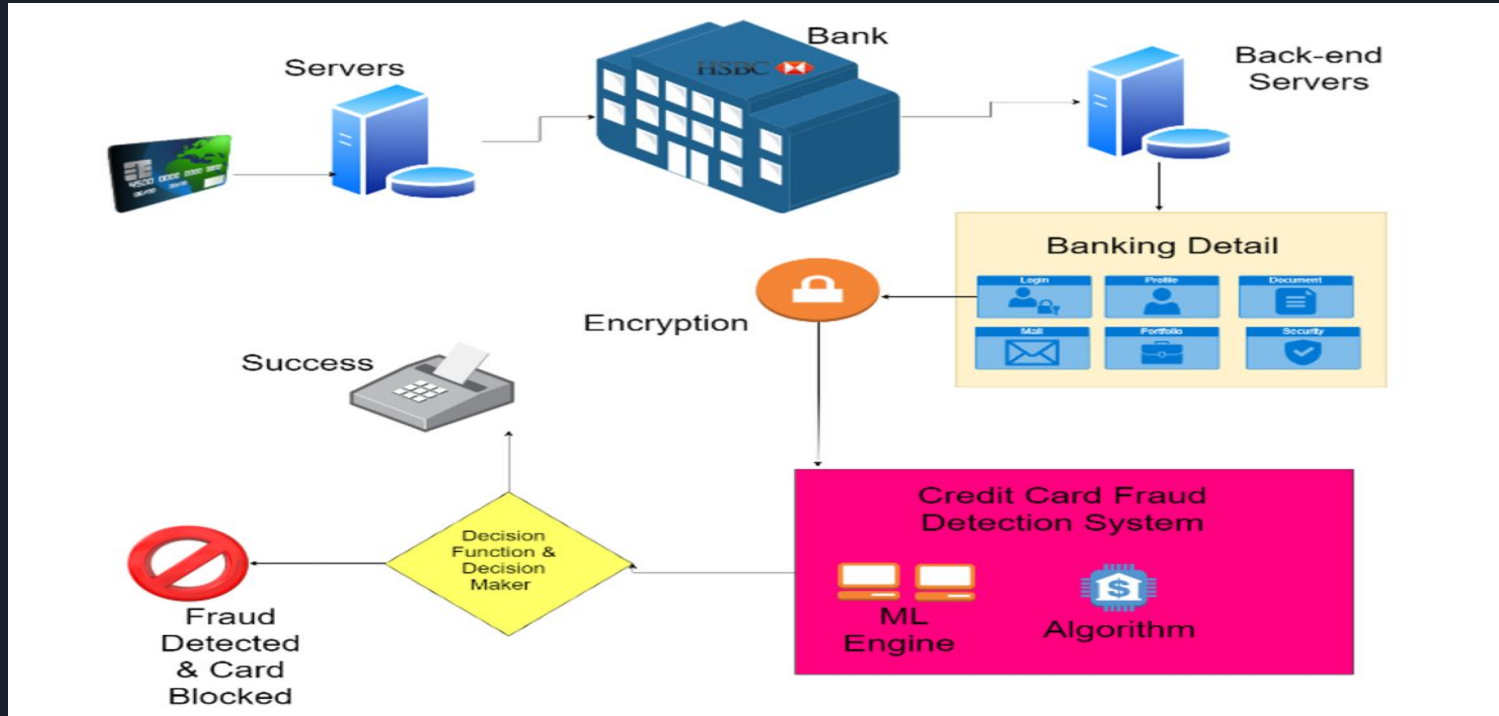 Servers
Bank
HSBC
Back-end
Servers
Banking Detail
Login
Profile
Document
Mail
Portfolio
Security
Encryption
Success
Credit Card Fraud
Detection System
ML
Engine
Algorithm
Decision
Function &
Decision
Maker
Fraud
Detected
& Card
Blocked